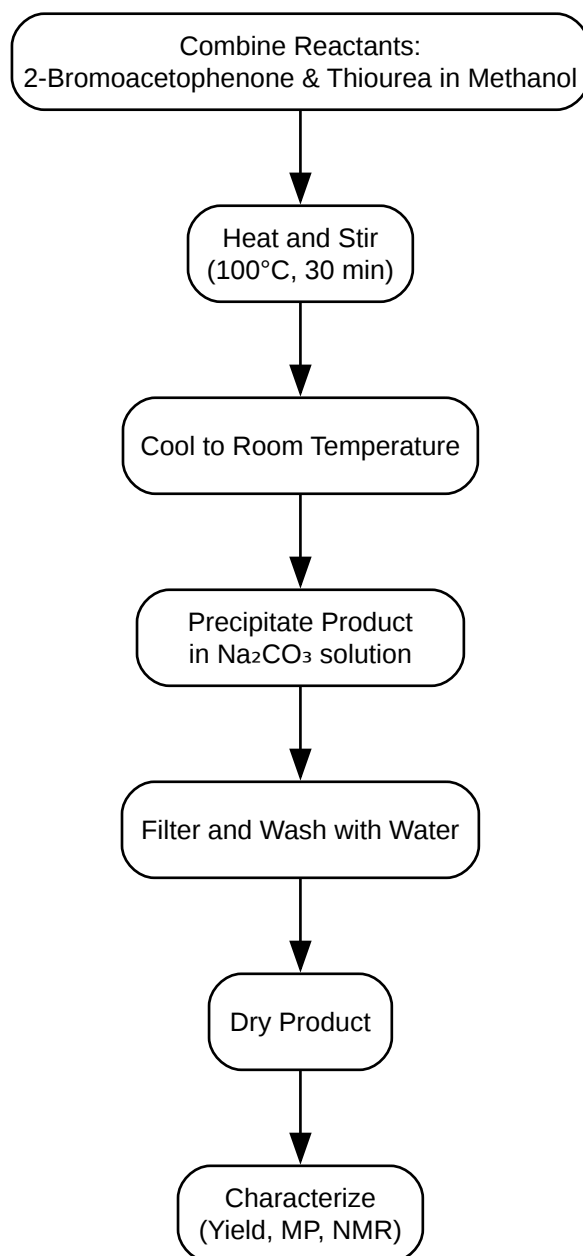 Combine Reactants:
2-Bromoacetophenone & Thiourea in Methanol
Heat and Stir
(100°C, 30 min)
Cool to Room Temperature
Precipitate Product
in Na₂CO₃ solution
Filter and Wash with Water
Dry Product
Characterize
(Yield, MP, NMR)